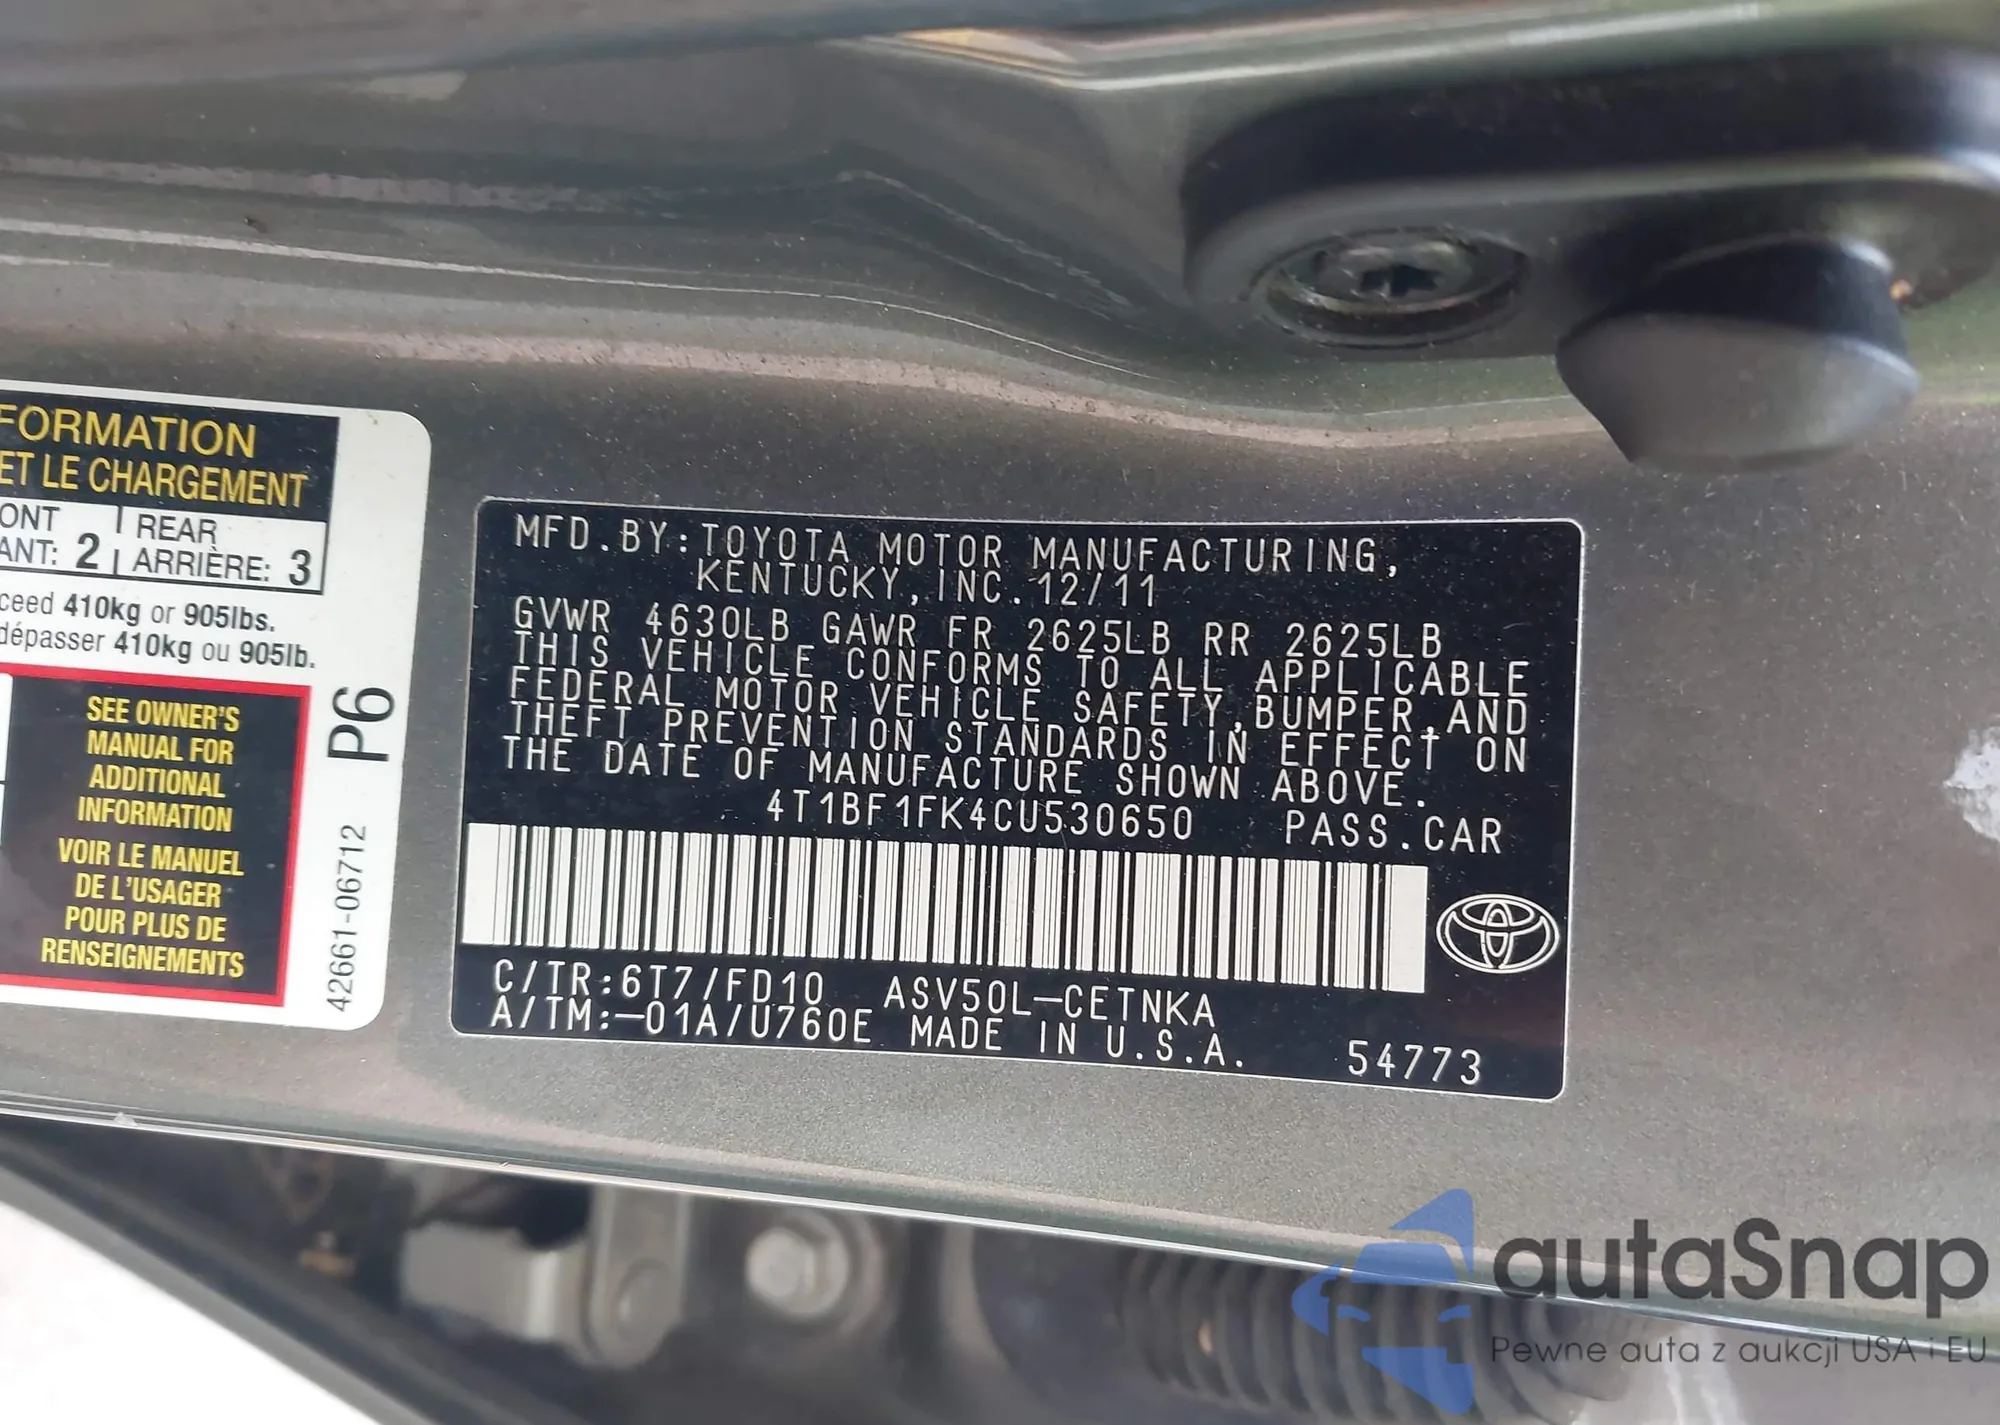 FORMATION
ET LE CHARGEMENT
REAR
2 ARRIÈRE: 3
410kg or 905lbs.
dépasser 410kg ou 905lb.
SEE OWNER'S
MANUAL FOR
ADDITIONAL
INFORMATION
VOIR LE MANUEL
DE L'USAGER
POUR PLUS DE
RENSEIGNEMENTS
42661-06712 P6
MFD.BY:TOYOTA MOTOR MANUFACTURING,
KENTUCKY,INC.12/11
GVWR 4630LB GAWR FR 2625LB RR 2625LB
THIS VEHICLE CONFORMS TO ALL APPLICABLE
FEDERAL MOTOR VEHICLE SAFETY,BUMPER,AND
THEFT PREVENTION STANDARDS IN EFFECT ON
THE DATE OF MANUFACTURE SHOWN ABOVE.
4T1BF1FK4CU530650 PASS.CAR
C/TR:6T7/FD10 ASV50L-CETNKA
A/TM:-01A/U760E MADE IN U.S.A. 54773
autaSnap
Pewne auta z aukcji USA i EU